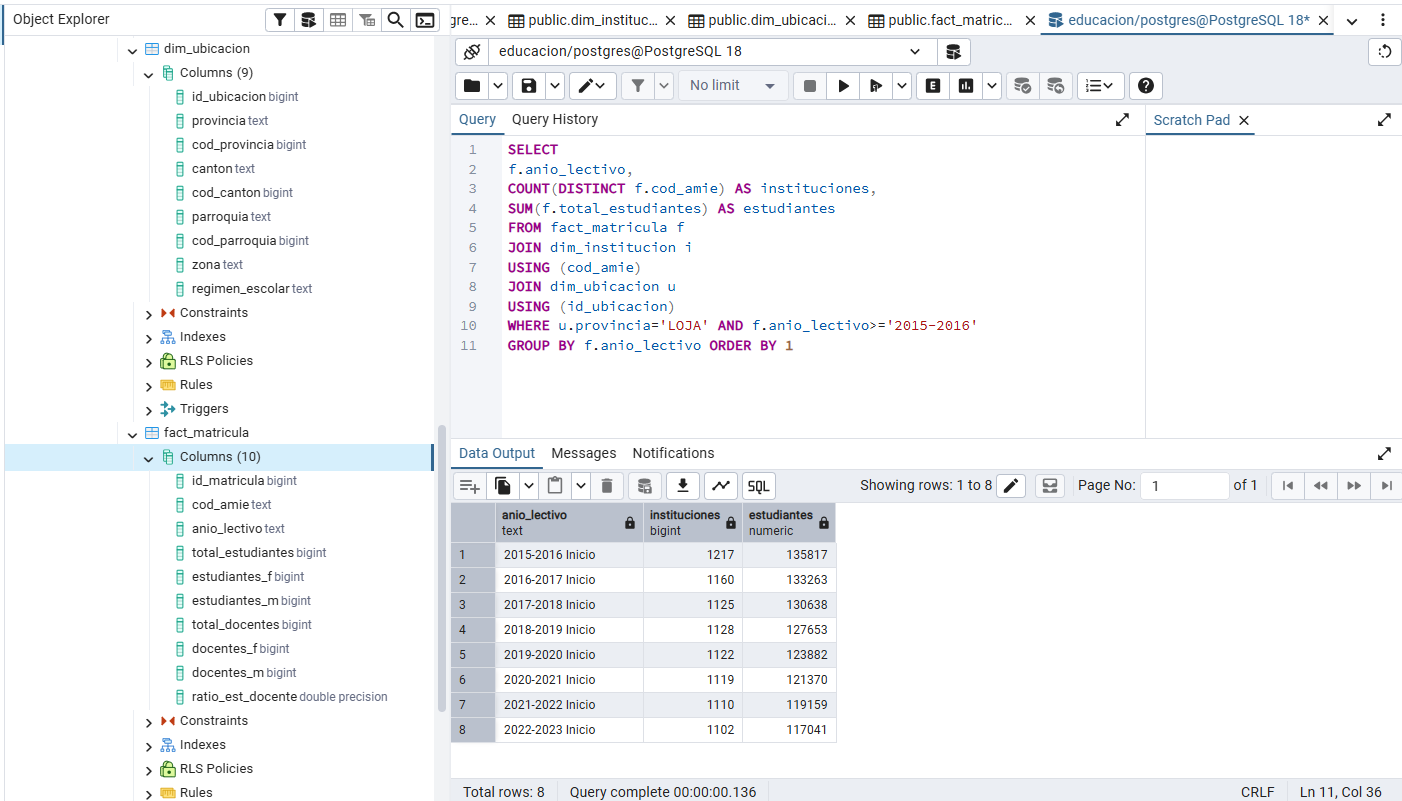 Object Explorer
dim_ubicacion
Columns (9)
id_ubicacion bigint
provincia text
cod_provincia bigint
canton text
cod_canton bigint
parroquia text
cod_parroquia bigint
zona text
regimen_escolar text
Constraints
Indexes
RLS Policies
Rules
Triggers
fact_matricula
Columns (10)
id_matricula bigint
cod_amie text
anio_lectivo text
total_estudiantes bigint
estudiantes_f bigint
estudiantes_m bigint
total_docentes bigint
docentes_f bigint
docentes_m bigint
ratio_est_docente double precision
Constraints
Indexes
RLS Policies
Rules
gre... public.dim_instituc... public.dim_ubicaci... public.fact_matric... educacion/postgres@PostgreSQL 18*
educacion/postgres@PostgreSQL 18
No limit
E
Query Query History
Scratch Pad
1 SELECT
2 f.anio_lectivo,
3 COUNT(DISTINCT f.cod_amie) AS instituciones,
4 SUM(f.total_estudiantes) AS estudiantes
5 FROM fact_matricula f
6 JOIN dim_institucion i
7 USING (cod_amie)
8 JOIN dim_ubicacion u
9 USING (id_ubicacion)
10 WHERE u.provincia='LOJA' AND f.anio_lectivo>='2015-2016'
11 GROUP BY f.anio_lectivo ORDER BY 1
Data Output Messages Notifications
SQL Showing rows: 1 to 8 Page No: 1 of 1
anio_lectivo instituciones estudiantes
text bigint numeric
1 2015-2016 Inicio 1217 135817
2 2016-2017 Inicio 1160 133263
3 2017-2018 Inicio 1125 130638
4 2018-2019 Inicio 1128 127653
5 2019-2020 Inicio 1122 123882
6 2020-2021 Inicio 1119 121370
7 2021-2022 Inicio 1110 119159
8 2022-2023 Inicio 1102 117041
Total rows: 8 Query complete 00:00:00.136 CRLF Ln 11, Col 36